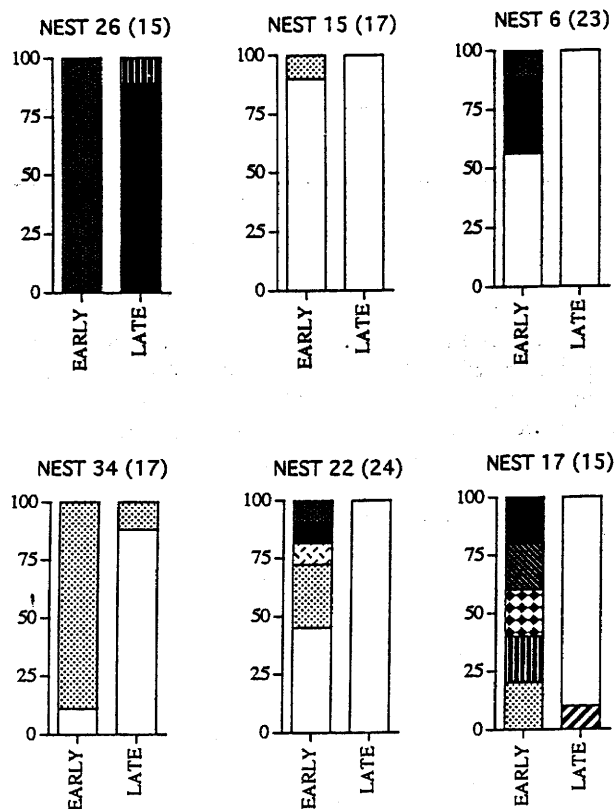 NEST 26 (15)
100
75
50
25
0
EARLY
LATE
NEST 15 (17)
100
75
50
25
0
EARLY
LATE
NEST 6 (23)
100
75
50
25
0
EARLY
LATE
NEST 34 (17)
100
75
50
25
0
EARLY
LATE
NEST 22 (24)
100
75
50
25
0
EARLY
LATE
NEST 17 (15)
100
75
50
25
0
EARLY
LATE